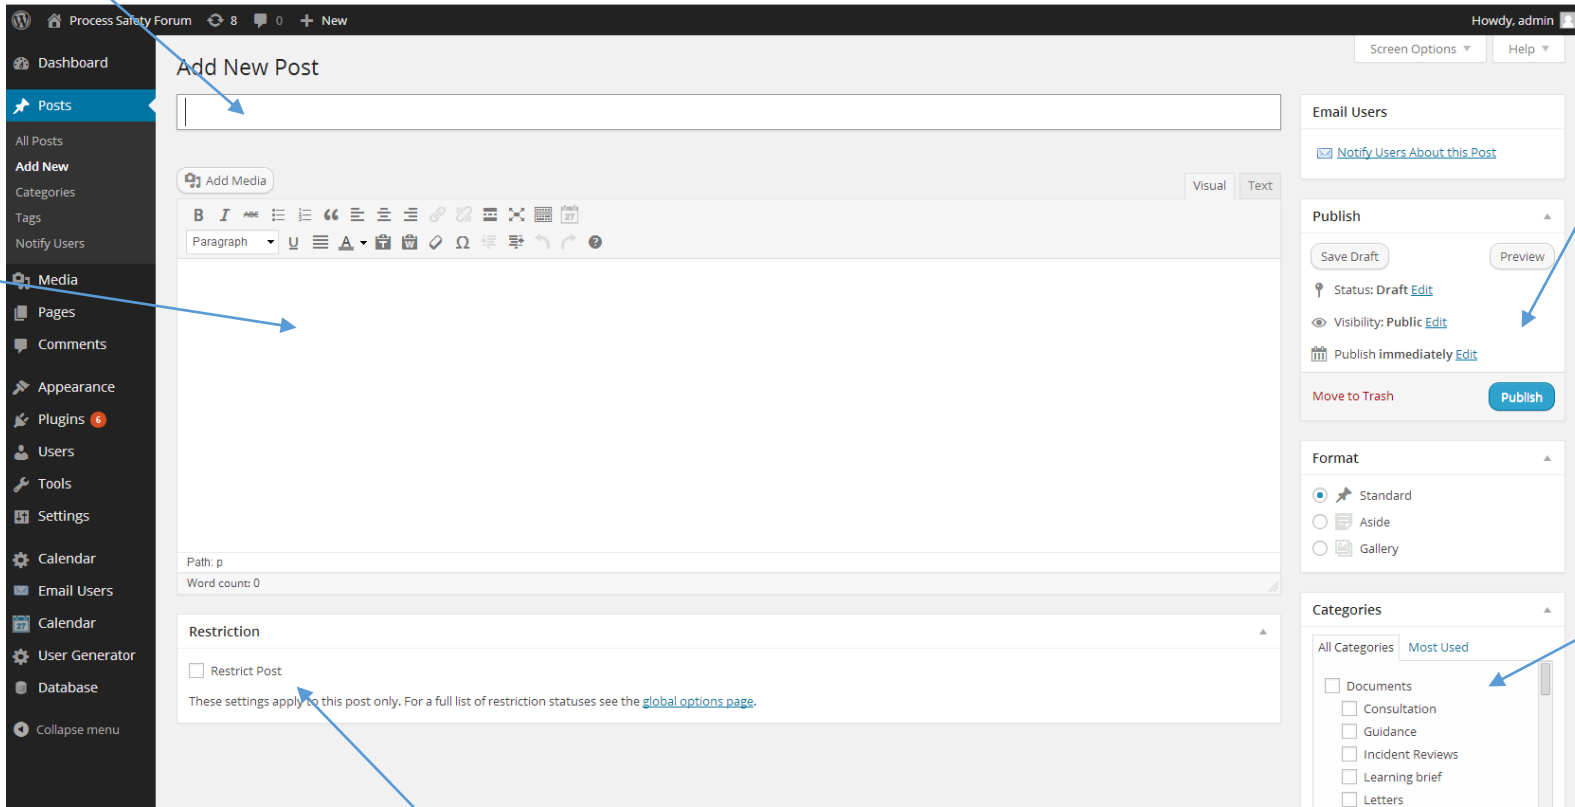 Process Safety Forum 8 0 New Howdy, admin
Screen Options Help
Dashboard
Posts
All Posts
Add New
Categories
Tags
Notify Users
Media
Pages
Comments
Appearance
Plugins 6
Users
Tools
Settings
Calendar
Email Users
27 Calendar
User Generator
Database
Collapse menu
Add New Post
Add Media
Visual Text
B I ABC 27
Paragraph U A T W Ω ?
Path: p
Word count: 0
Restriction
Restrict Post
These settings apply to this post only. For a full list of restriction statuses see the global options page.
Email Users
Notify Users About this Post
Publish
Save Draft Preview
Status: Draft Edit
Visibility: Public Edit
Publish immediately Edit
Move to Trash Publish
Format
Standard
Aside
Gallery
Categories
All Categories Most Used
Documents
Consultation
Guidance
Incident Reviews
Learning brief
Letters